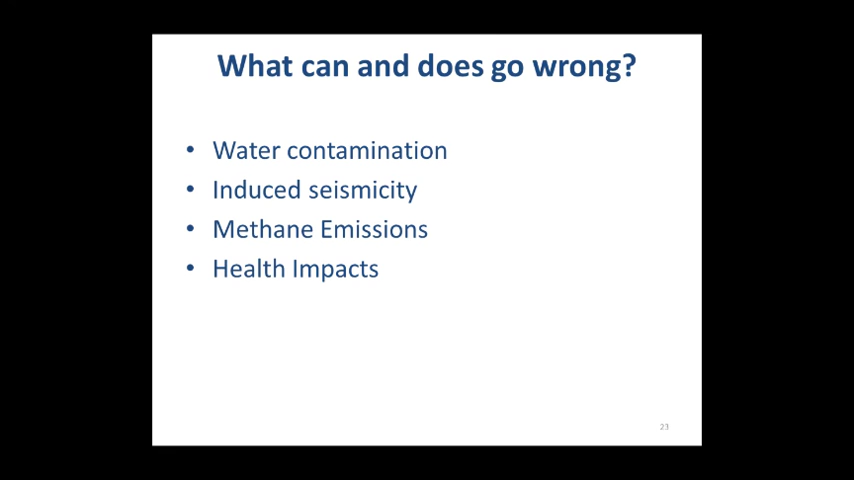 What can and does go wrong?
• Water contamination
• Induced seismicity
• Methane Emissions
• Health Impacts
23